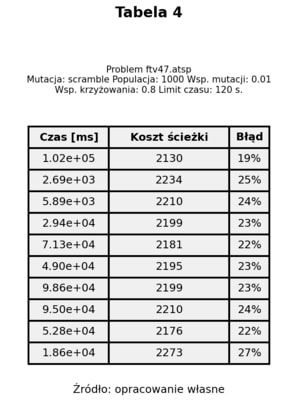 Tabela 4
Problem ftv47.atsp
Mutacja: scramble Populacja: 1000 Wsp. mutacji: 0.01
Wsp. krzyżowania: 0.8 Limit czasu: 120 s.
Czas [ms] Koszt ścieżki Błąd
1.02e+05 2130 19%
2.69e+03 2234 25%
5.89e+03 2210 24%
2.94e+04 2199 23%
7.13e+04 2181 22%
4.90e+04 2195 23%
9.86e+04 2199 23%
9.50e+04 2210 24%
5.28e+04 2176 22%
1.86e+04 2273 27%
Żródło: opracowanie własne